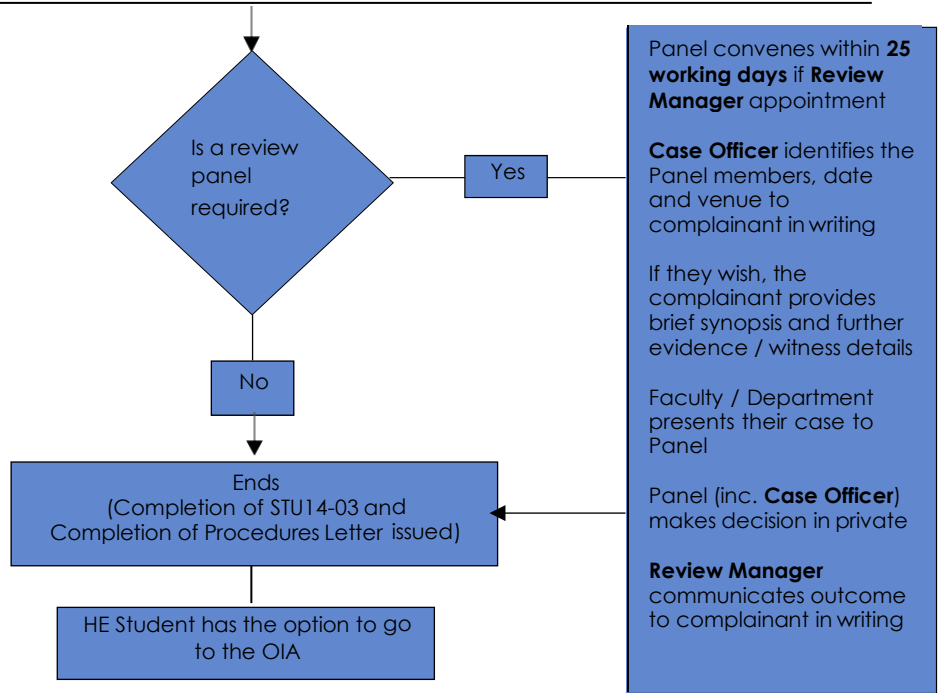 Is a review
panel
required?
Yes
Panel convenes within 25
working days if Review
Manager appointment
Case Officer identifies the
Panel members, date
and venue to
complainant in writing
If they wish, the
complainant provides
brief synopsis and further
evidence / witness details
Faculty / Department
presents their case to
Panel
Panel (inc. Case Officer)
makes decision in private
Review Manager
communicates outcome
to complainant in writing
No
Ends
(Completion of STU14-03 and
Completion of Procedures Letter issued)
HE Student has the option to go
to the OIA